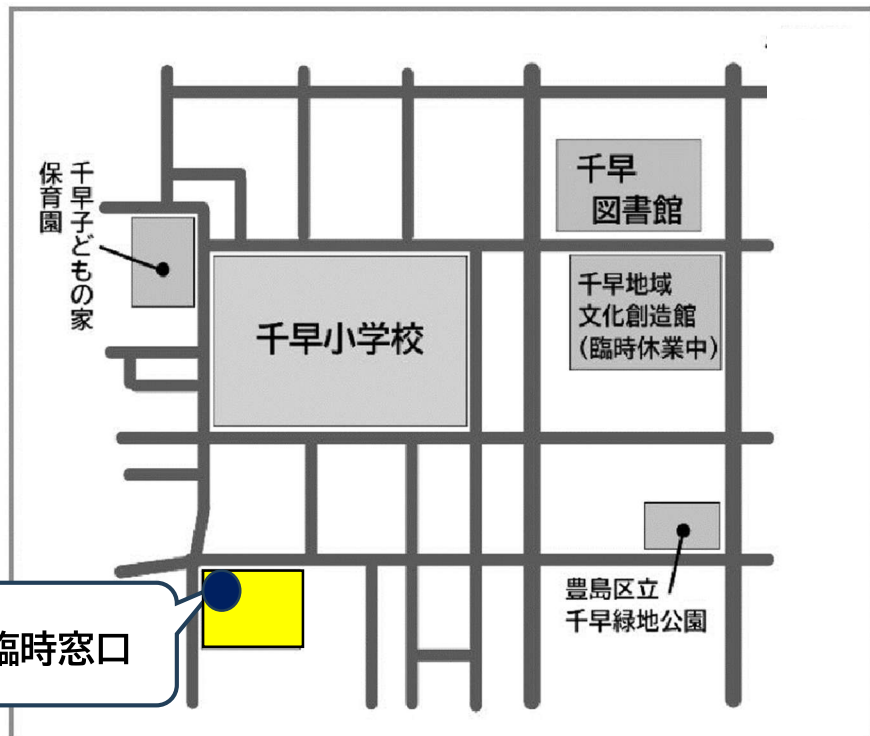 千早
図書館
千早子どもの家
保育園
千早地域
文化創造館
(臨時休業中)
千早小学校
豊島区立
千早緑地公園
臨時窓口